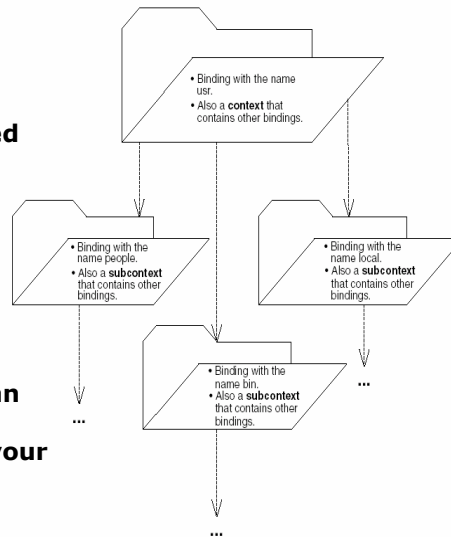 • Binding with the name
usr.
• Also a context that
contains other bindings.
ed
• Binding with the
name people.
• Also a subcontext
that contains other
bindings.
• Binding with the
name local.
• Also a subcontext
that contains other
bindings.
• Binding with the
name bin.
• Also a subcontext
that contains other
bindings.
...
an
...
your
...